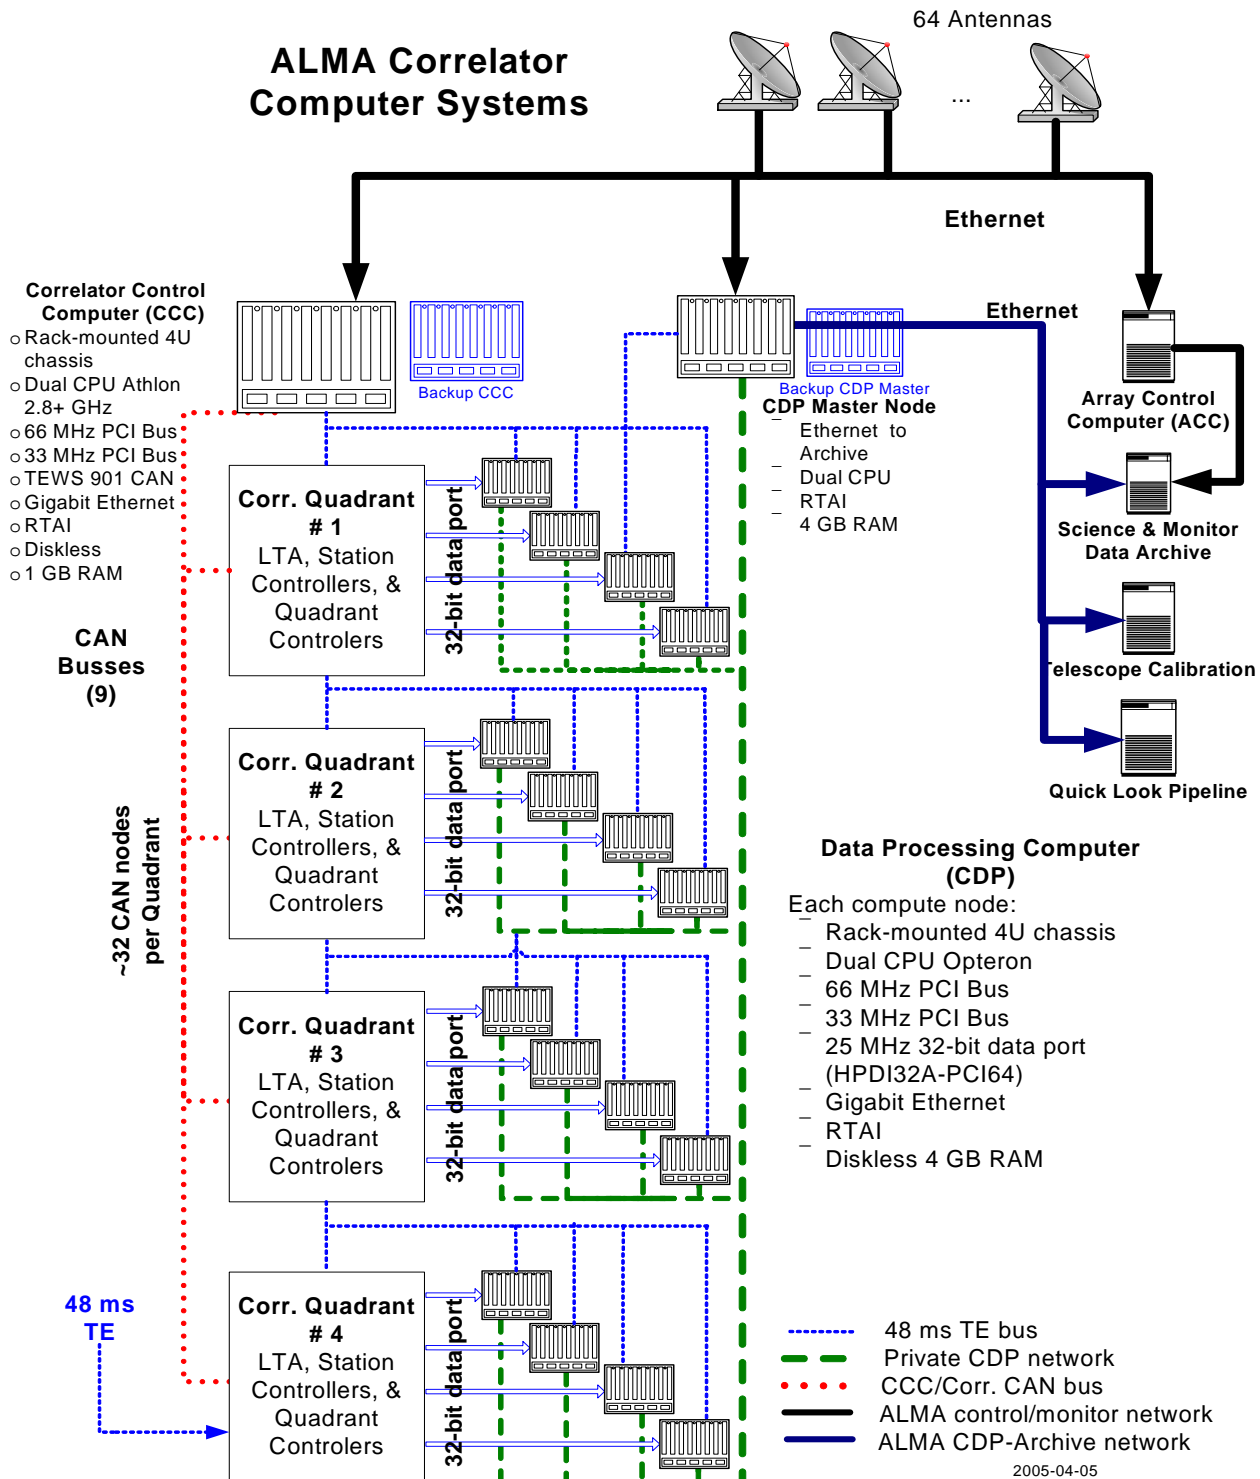 64 Antennas
ALMA Correlator
Computer Systems
...
Ethernet
Correlator Control
Computer (CCC)
o Rack-mounted 4U
chassis
o Dual CPU Athlon
2.8+ GHz
o 66 MHz PCI Bus
o 33 MHz PCI Bus
o TEWS 901 CAN
o Gigabit Ethernet
o RTAI
o Diskless
o 1 GB RAM
Backup CCC
Backup CDP Master
CDP Master Node
– Ethernet to
Archive
– Dual CPU
– RTAI
– 4 GB RAM
Ethernet
Array Control
Computer (ACC)
Science & Monitor
Data Archive
elescope Calibration
Quick Look Pipeline
CAN
Busses
(9)
~32 CAN nodes
per Quadrant
Corr. Quadrant
# 1
LTA, Station
Controllers, &
Quadrant
Controlers
32-bit data port
Corr. Quadrant
# 2
LTA, Station
Controllers, &
Quadrant
Controlers
32-bit data port
Corr. Quadrant
# 3
LTA, Station
Controllers, &
Quadrant
Controlers
32-bit data port
Corr. Quadrant
# 4
LTA, Station
Controllers, &
Quadrant
Controlers
32-bit data port
48 ms
TE
Data Processing Computer
(CDP)
Each compute node:
– Rack-mounted 4U chassis
– Dual CPU Opteron
– 66 MHz PCI Bus
– 33 MHz PCI Bus
– 25 MHz 32-bit data port
(HPDI32A-PCI64)
– Gigabit Ethernet
– RTAI
– Diskless 4 GB RAM
48 ms TE bus
Private CDP network
CCC/Corr. CAN bus
ALMA control/monitor network
ALMA CDP-Archive network
2005-04-05